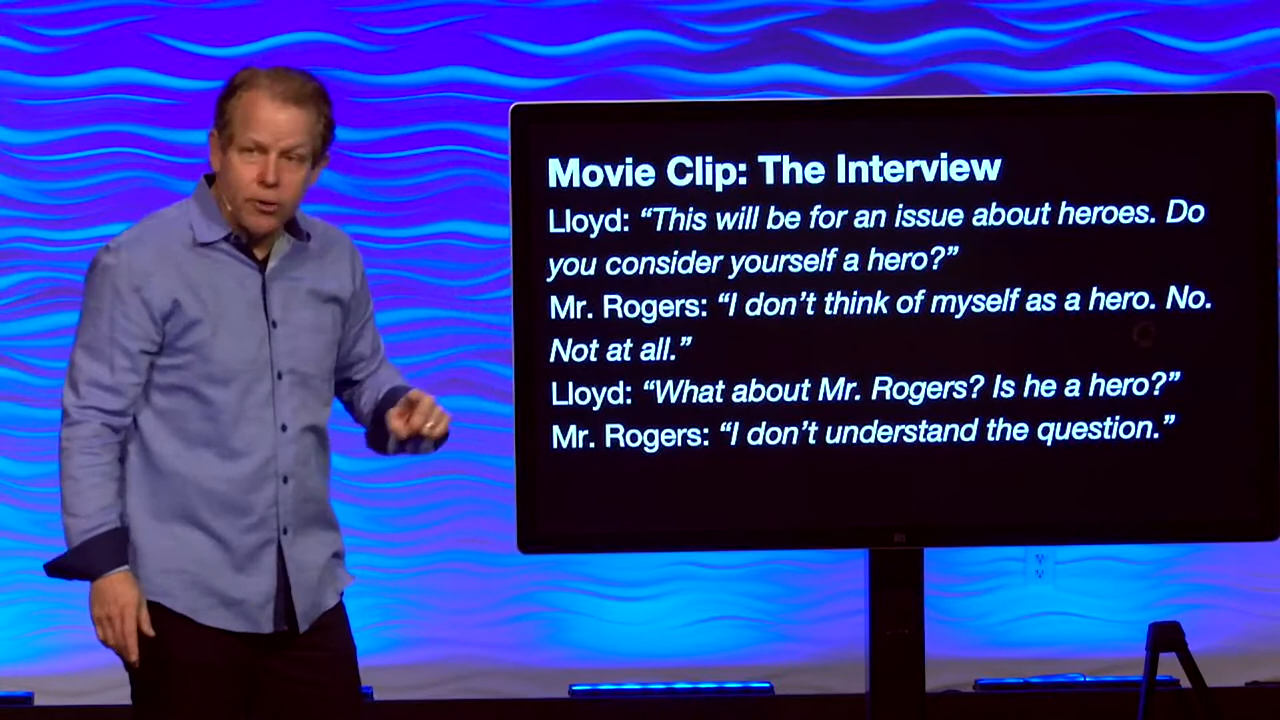 Movie Clip: The Interview
Lloyd: “This will be for an issue about heroes. Do
you consider yourself a hero?”
Mr. Rogers: “I don’t think of myself as a hero. No.
Not at all.”
Lloyd: “What about Mr. Rogers? Is he a hero?”
Mr. Rogers: “I don’t understand the question.”